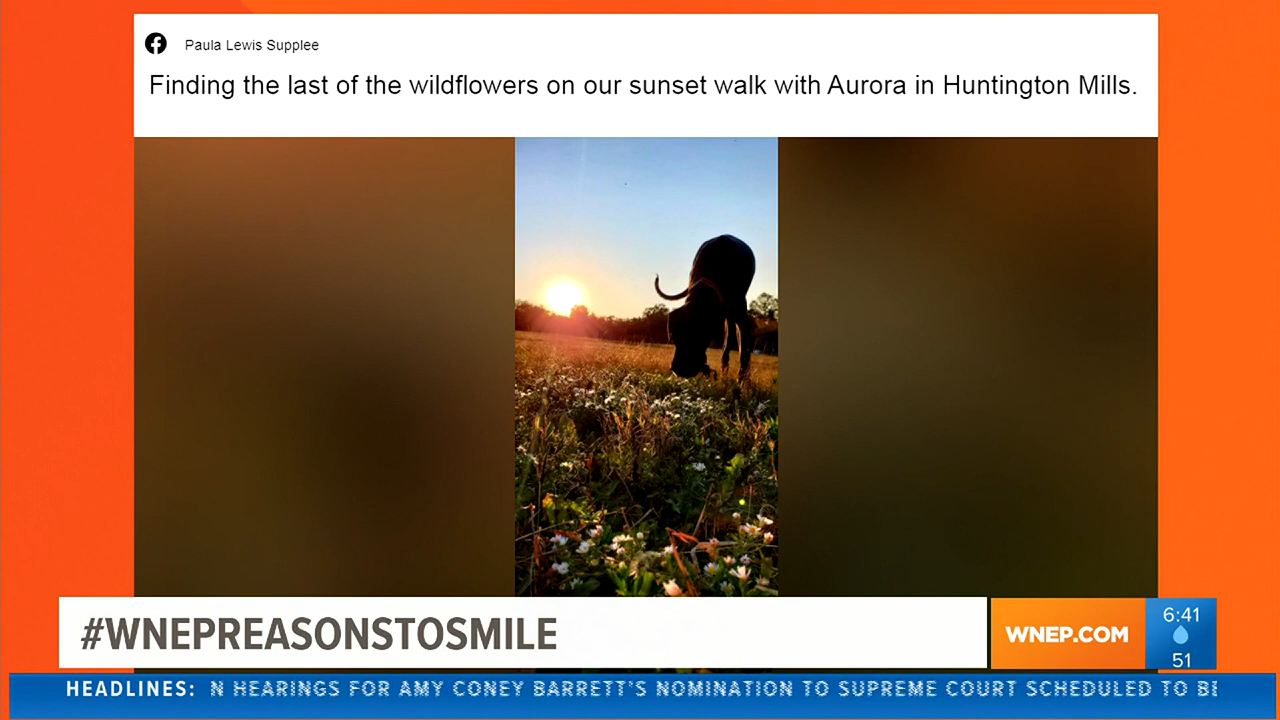 Paula Lewis Supplee
Finding the last of the wildflowers on our sunset walk with Aurora in Huntington Mills.
#WNEPREASONSTOSMILE
WNEP.COM
6:41
51
HEADLINES: N HEARINGS FOR AMY CONEY BARRETT'S NOMINATION TO SUPREME COURT SCHEDULED TO